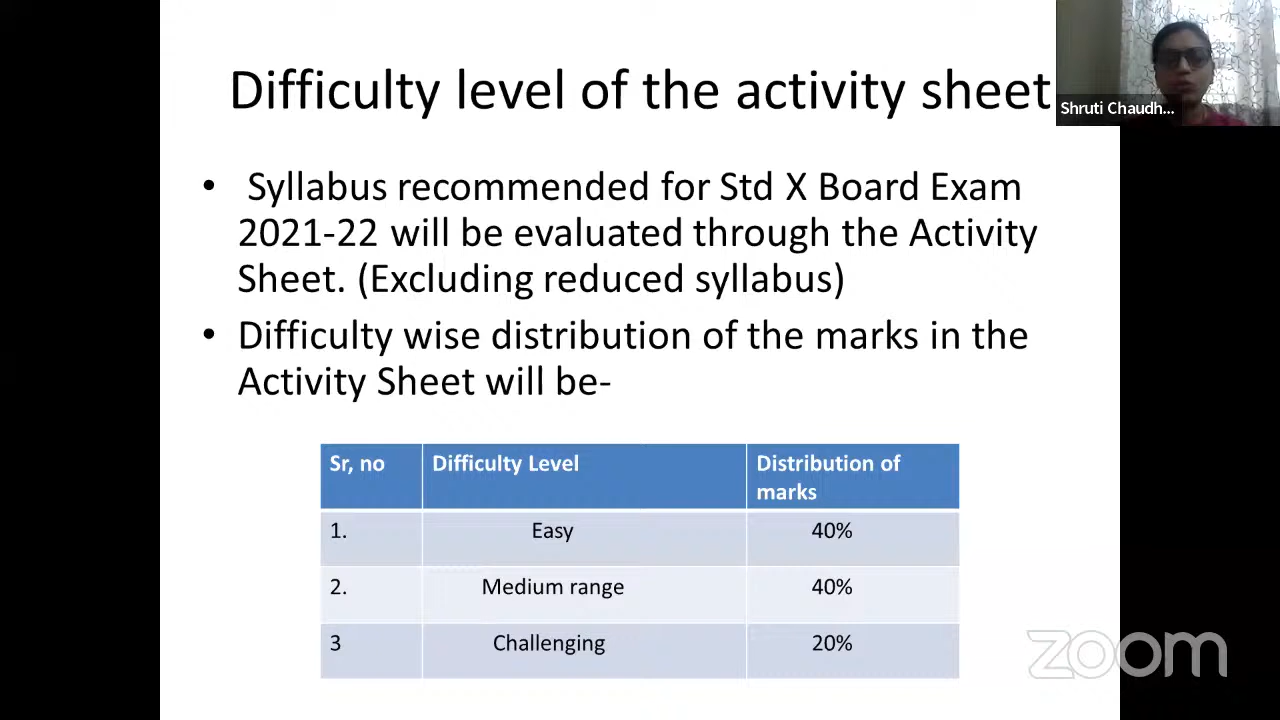 Difficulty level of the activity sheet
Shruti Chaudh...
• Syllabus recommended for Std X Board Exam
2021-22 will be evaluated through the Activity
Sheet. (Excluding reduced syllabus)
• Difficulty wise distribution of the marks in the
Activity Sheet will be-
Sr, no Difficulty Level Distribution of
marks
1. Easy 40%
2. Medium range 40%
3 Challenging 20%
zoom